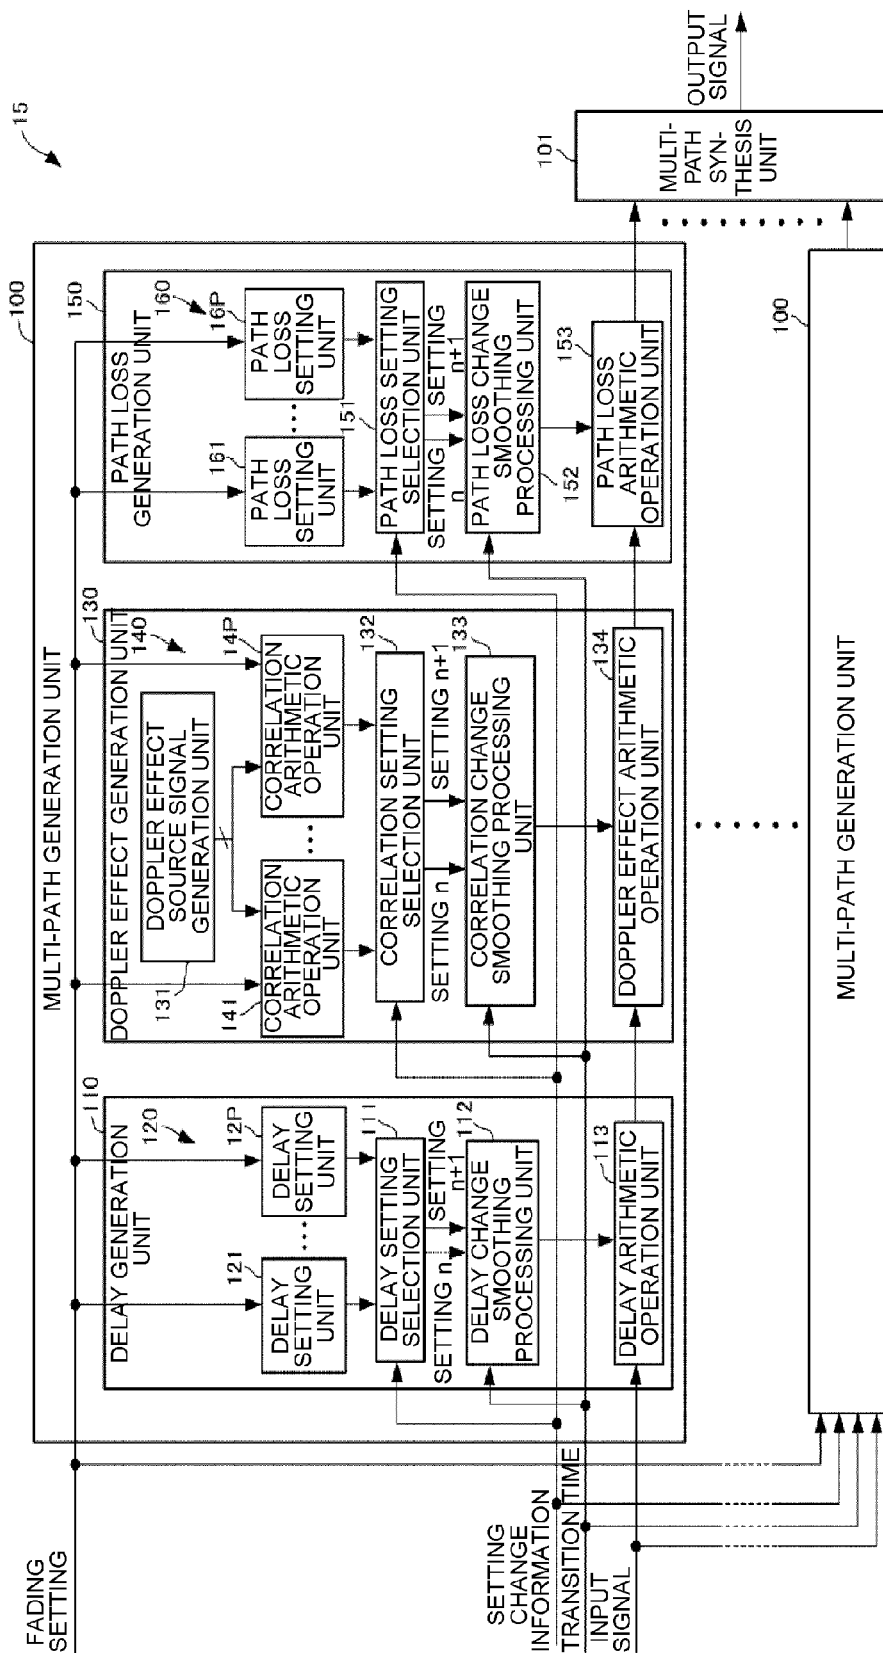 15
FADING
SETTING
SETTING
CHANGE
INFORMATION
TRANSITION TIME
INPUT
SIGNAL
100
MULTI-PATH GENERATION UNIT
110
DELAY GENERATION
UNIT
120
121
DELAY
SETTING
UNIT
...
12P
DELAY
SETTING
UNIT
111
DELAY SETTING
SELECTION UNIT
SETTING n
SETTING
n+1
112
DELAY CHANGE
SMOOTHING
PROCESSING UNIT
113
DELAY ARITHMETIC
OPERATION UNIT
130
DOPPLER EFFECT GENERATION UNIT
140
DOPPLER EFFECT
SOURCE SIGNAL
GENERATION UNIT
131
141
CORRELATION
ARITHMETIC
OPERATION
UNIT
...
14P
CORRELATION
ARITHMETIC
OPERATION
UNIT
132
CORRELATION SETTING
SELECTION UNIT
SETTING n
SETTING n+1
133
CORRELATION CHANGE
SMOOTHING PROCESSING
UNIT
134
DOPPLER EFFECT ARITHMETIC
OPERATION UNIT
150
PATH LOSS
GENERATION UNIT
160
161
PATH
LOSS
SETTING
UNIT
...
16P
PATH
LOSS
SETTING
UNIT
151
PATH LOSS SETTING
SELECTION UNIT
SETTING
n
SETTING
n+1
PATH LOSS CHANGE
SMOOTHING
PROCESSING UNIT
152
153
PATH LOSS
ARITHMETIC
OPERATION UNIT
101
MULTI-
PATH
SYN-
THESIS
UNIT
OUTPUT
SIGNAL
100
MULTI-PATH GENERATION UNIT